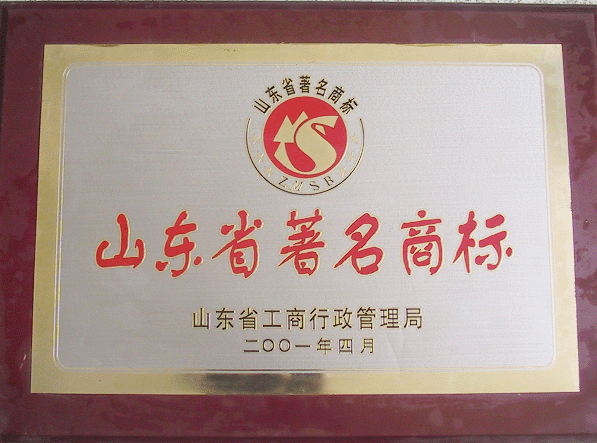 山东省著名商标
ZMSB
山东省著名商标
山东省工商行政管理局
二〇〇一年四月